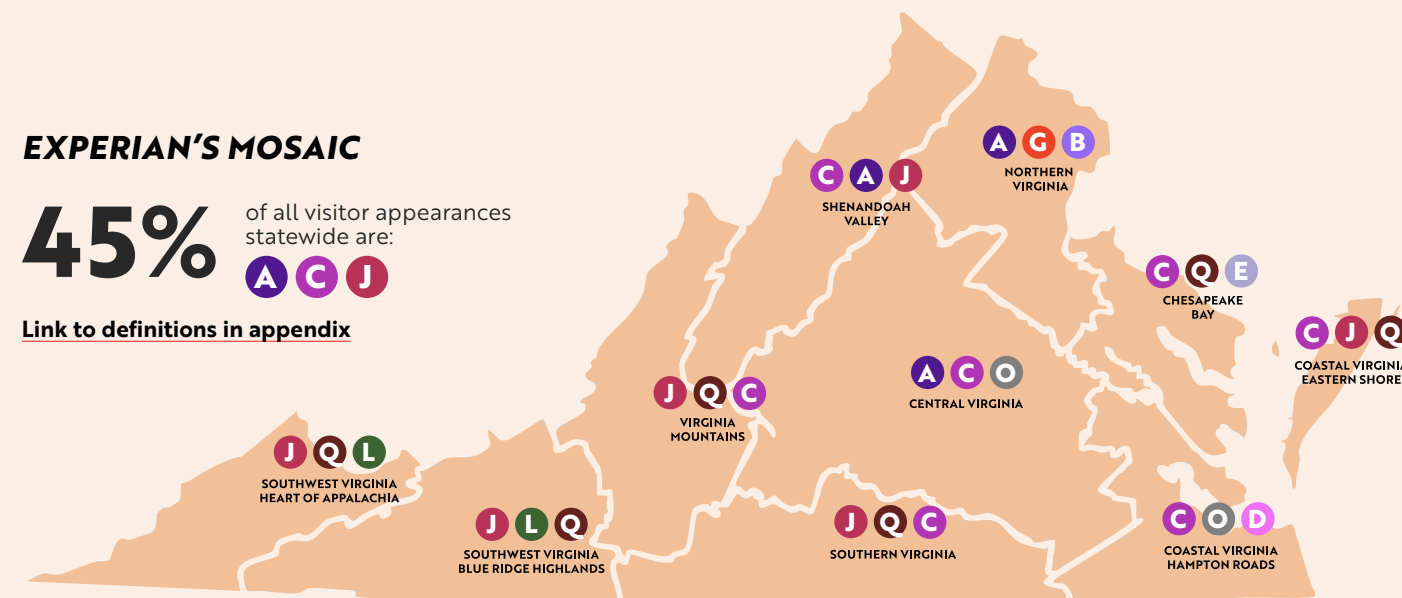 EXPERIAN'S MOSAIC
45%
of all visitor appearances
statewide are:
A C J
Link to definitions in appendix
A G B
NORTHERN
VIRGINIA
C A J
SHENANDOAH
VALLEY
C Q E
CHESAPEAKE
BAY
C J Q
COASTAL VIRGINIA
EASTERN SHORE
A C O
CENTRAL VIRGINIA
J Q C
VIRGINIA
MOUNTAINS
J Q L
SOUTHWEST VIRGINIA
HEART OF APPALACHIA
J L Q
SOUTHWEST VIRGINIA
BLUE RIDGE HIGHLANDS
J Q C
SOUTHERN VIRGINIA
C O D
COASTAL VIRGINIA
HAMPTON ROADS